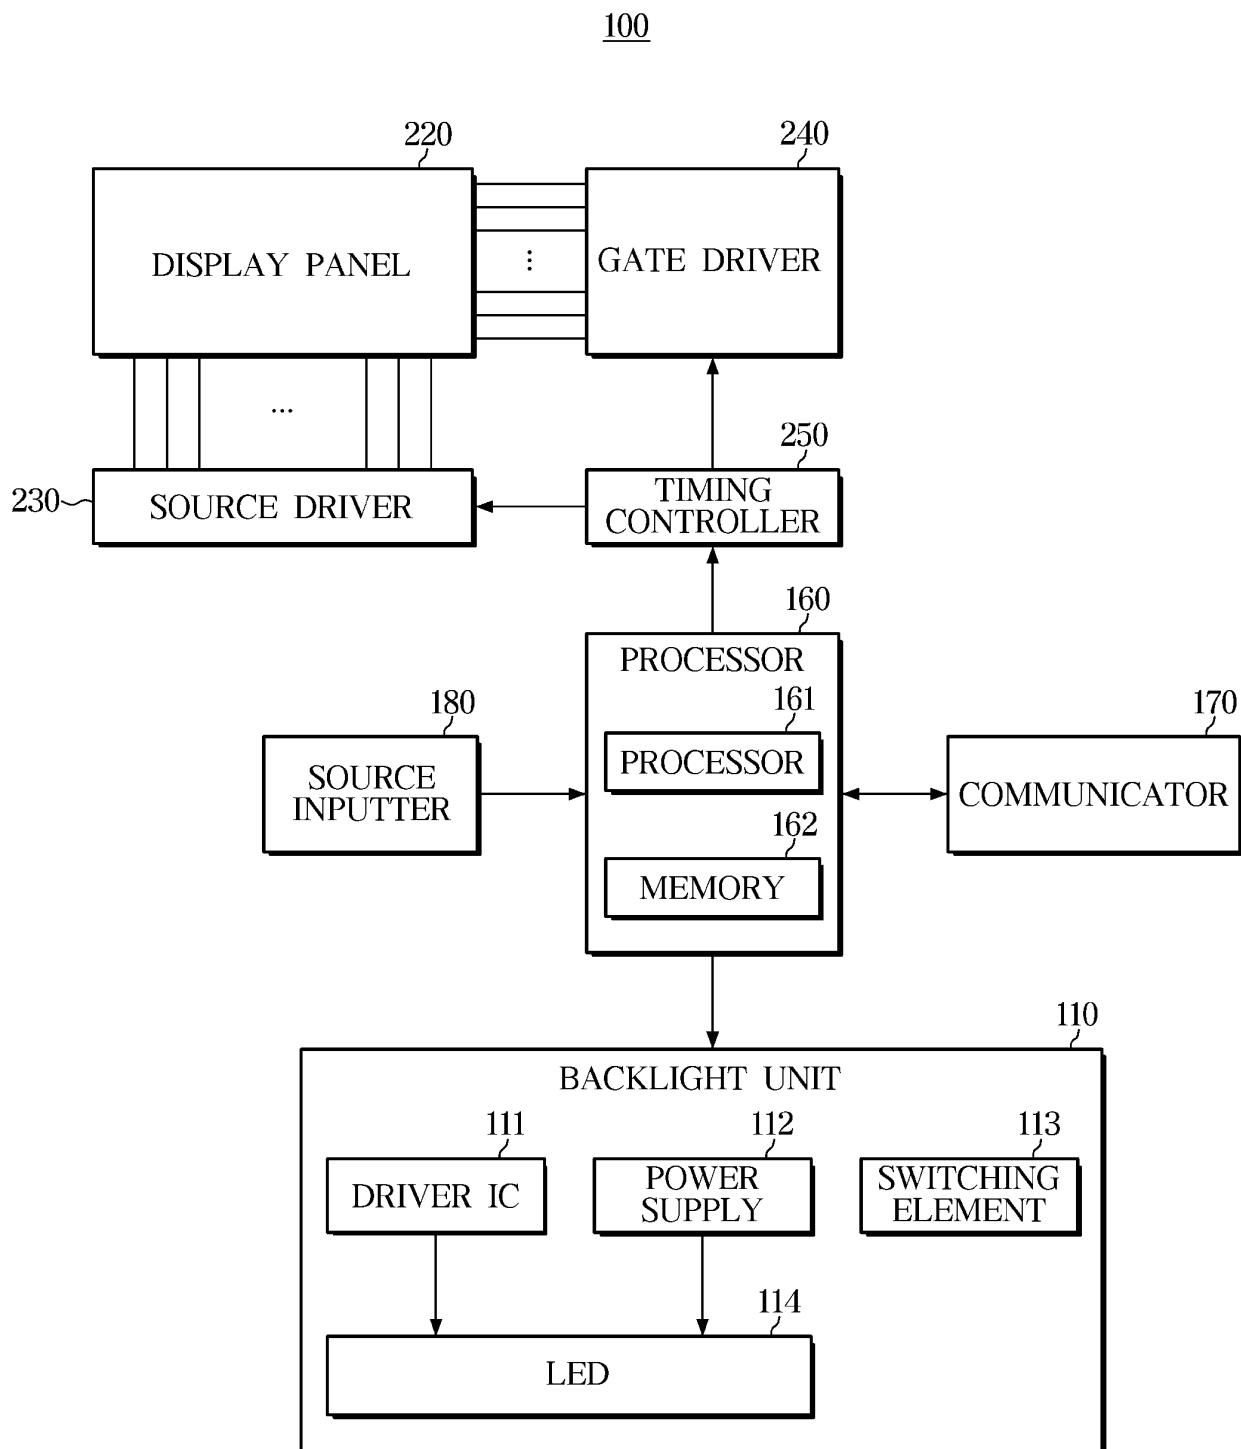 100
220
240
DISPLAY PANEL
...
GATE DRIVER
...
250
230
SOURCE DRIVER
TIMING
CONTROLLER
160
PROCESSOR
180
161
170
SOURCE
INPUTTER
PROCESSOR
COMMUNICATOR
162
MEMORY
110
BACKLIGHT UNIT
111
112
113
DRIVER IC
POWER
SUPPLY
SWITCHING
ELEMENT
114
LED